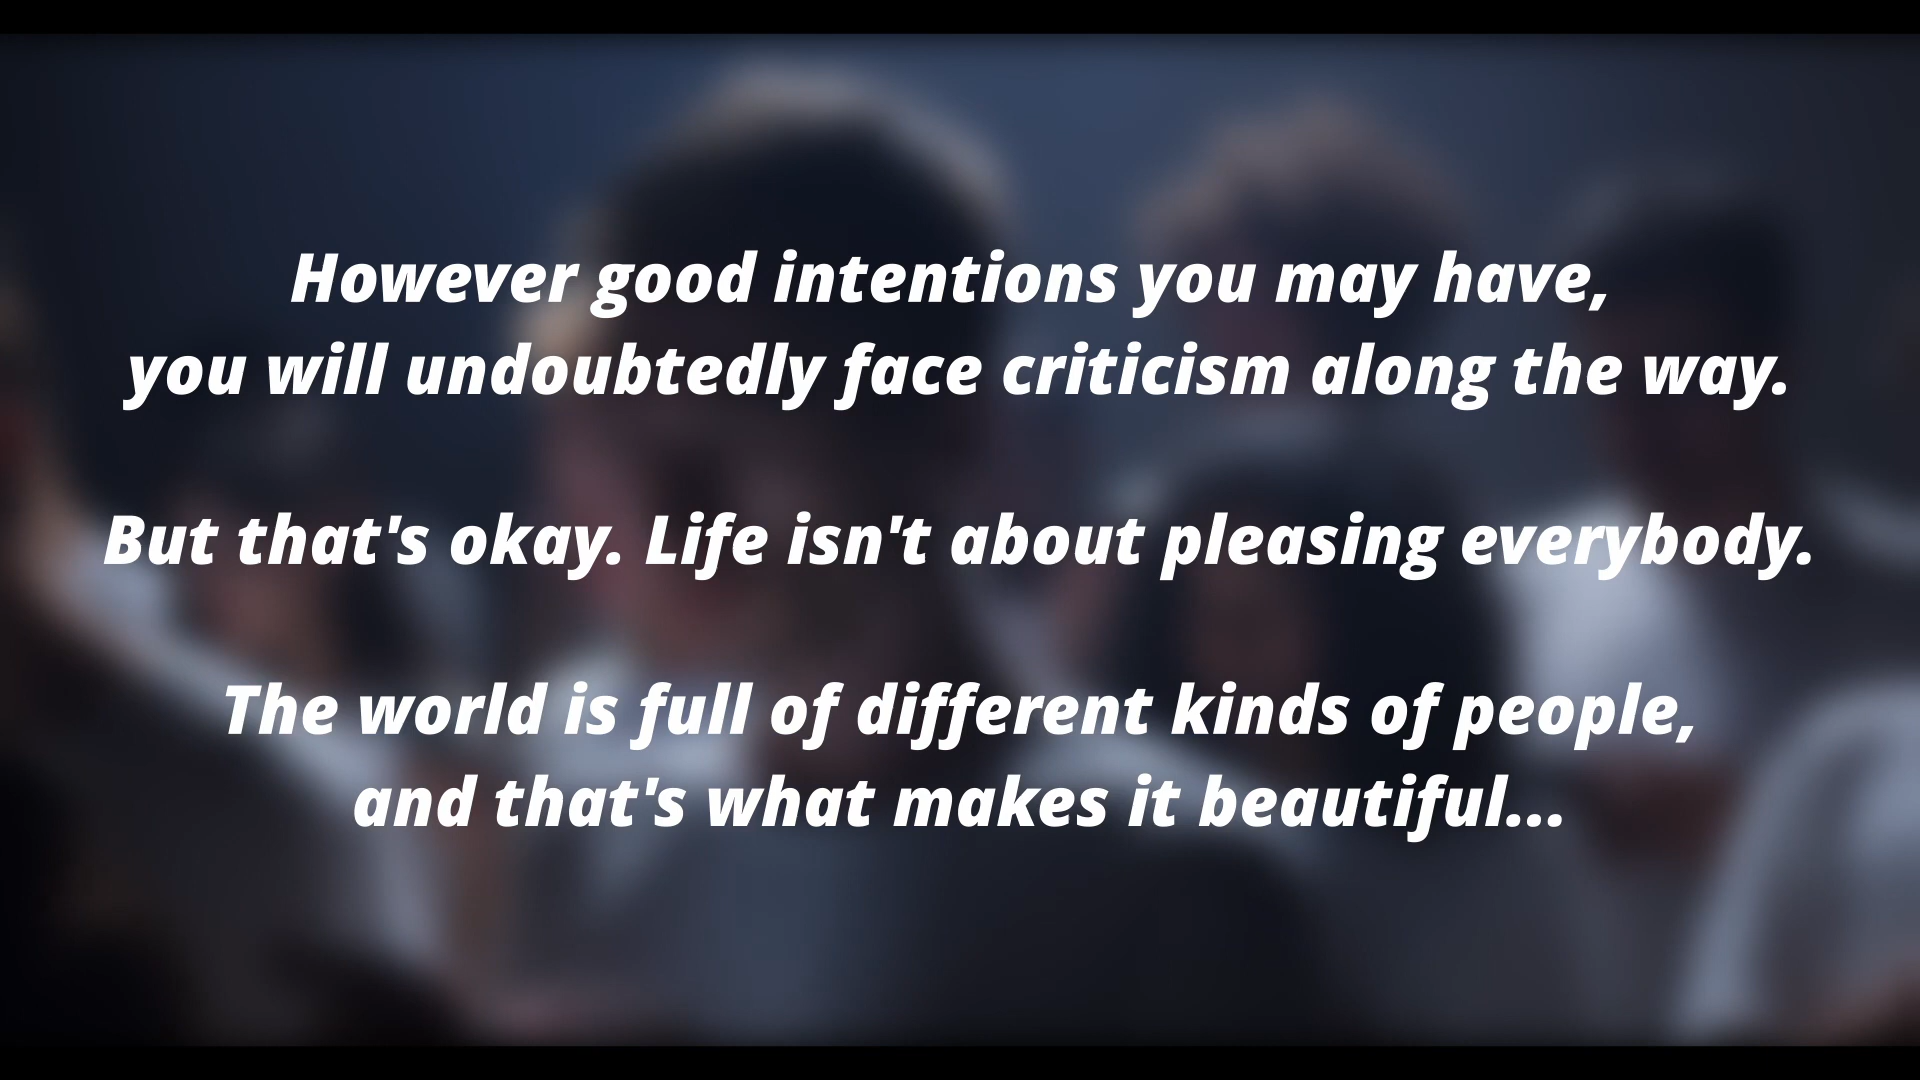 However good intentions you may have,
you will undoubtedly face criticism along the way.
But that's okay. Life isn't about pleasing everybody.
The world is full of different kinds of people,
and that's what makes it beautiful...